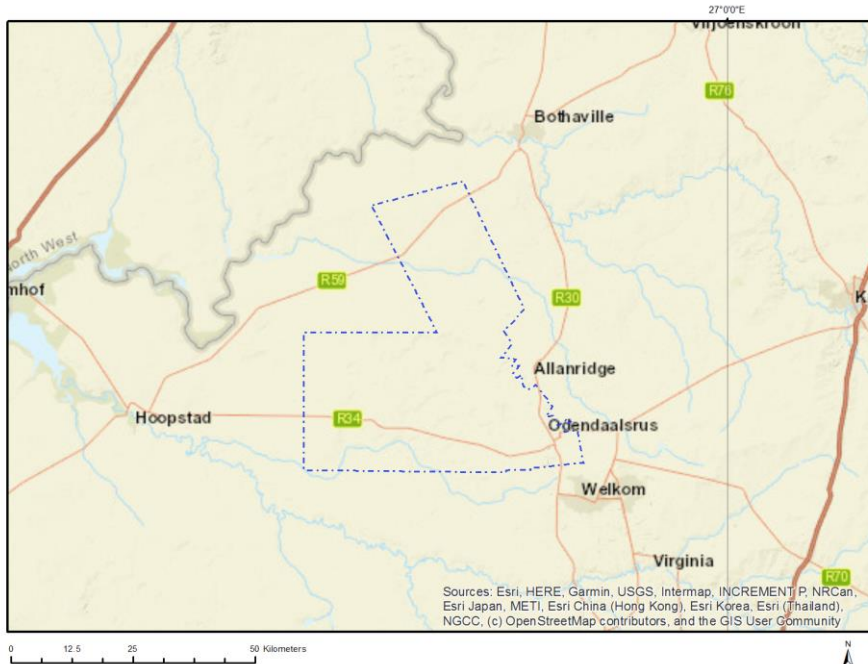 27°0'0"E
Viljoenskroon
R76
Bothaville
North West
mhof
R59
R30
K
Allanridge
Hoopstad
R34
Odendaalsrus
Welkom
Virginia
R70
Sources: Esri, HERE, Garmin, USGS, Intermap, INCREMENT P, NRCan,
Esri Japan, METI, Esri China (Hong Kong), Esri Korea, Esri (Thailand),
NGCC, (c) OpenStreetMap contributors, and the GIS User Community
0 12.5 25 50 Kilometers
N